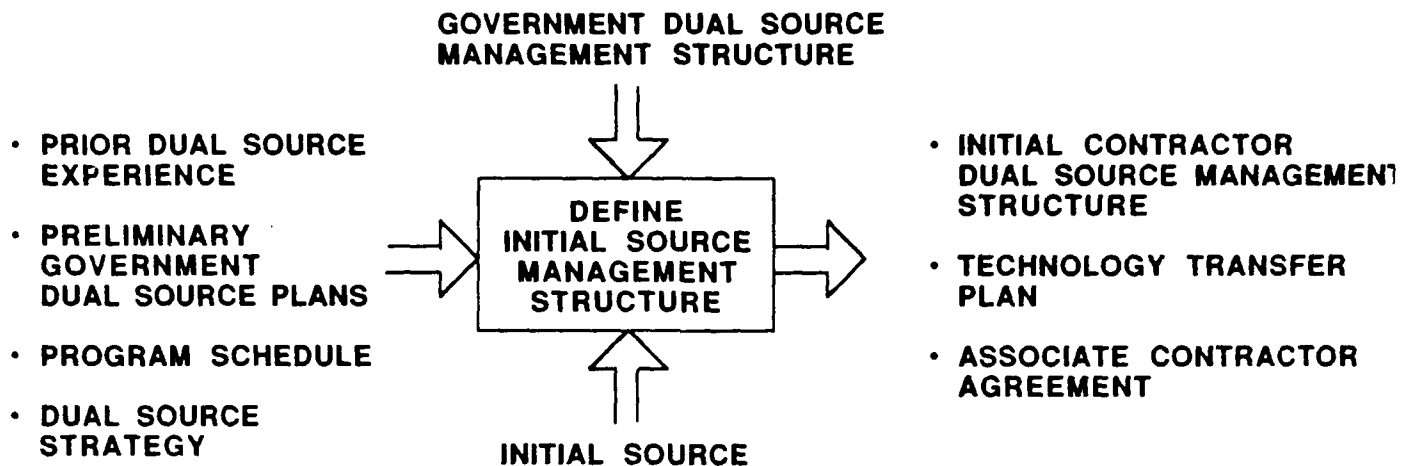 GOVERNMENT DUAL SOURCE
MANAGEMENT STRUCTURE
• PRIOR DUAL SOURCE
EXPERIENCE
• PRELIMINARY
GOVERNMENT
DUAL SOURCE PLANS
• PROGRAM SCHEDULE
• DUAL SOURCE
STRATEGY
DEFINE
INITIAL SOURCE
MANAGEMENT
STRUCTURE
INITIAL SOURCE
• INITIAL CONTRACTOR
DUAL SOURCE MANAGEMENT
STRUCTURE
• TECHNOLOGY TRANSFER
PLAN
• ASSOCIATE CONTRACTOR
AGREEMENT